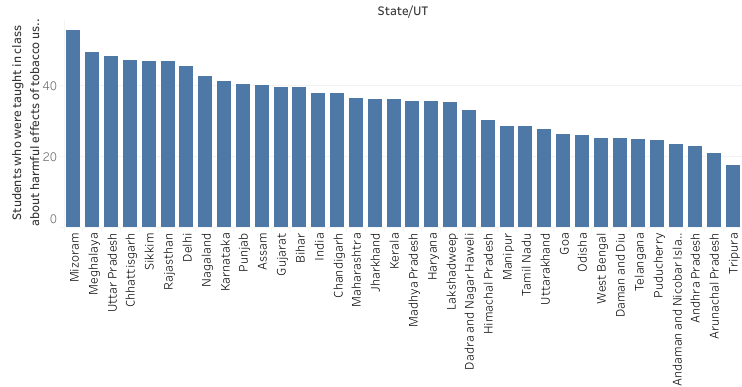 State/UT
Students who were taught in class
about harmful effects of tobacco us..
40
20
0
Mizoram
Meghalaya
Uttar Pradesh
Chhattisgarh
Sikkim
Rajasthan
Delhi
Nagaland
Karnataka
Punjab
Assam
Gujarat
Bihar
India
Chandigarh
Maharashtra
Jharkhand
Kerala
Madhya Pradesh
Haryana
Lakshadweep
Dadra and Nagar Haweli
Himachal Pradesh
Manipur
Tamil Nadu
Uttarakhand
Goa
Odisha
West Bengal
Daman and Diu
Telangana
Puducherry
Andaman and Nicobar Isla..
Andhra Pradesh
Arunachal Pradesh
Tripura